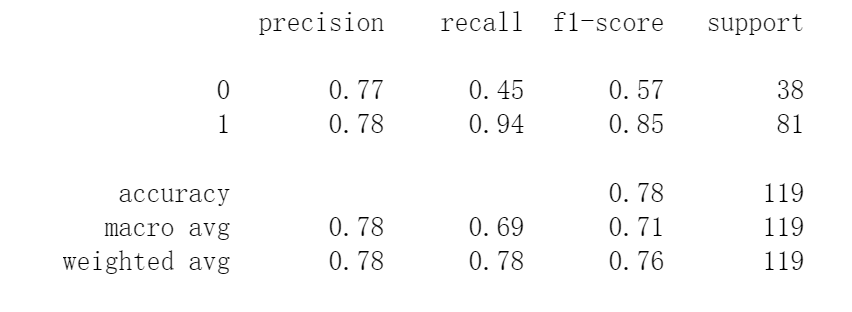 precision recall f1-score support
0 0.77 0.45 0.57 38
1 0.78 0.94 0.85 81
accuracy 0.78 119
macro avg 0.78 0.69 0.71 119
weighted avg 0.78 0.78 0.76 119